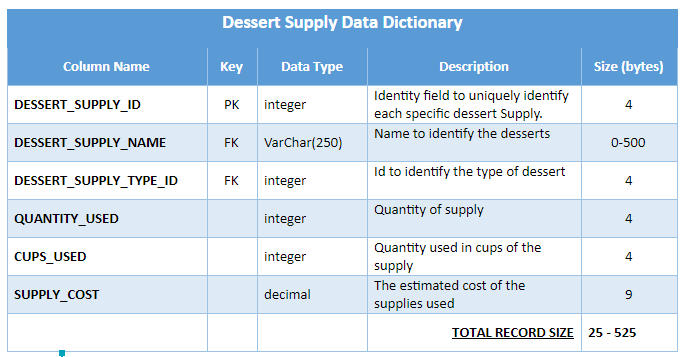 Dessert Supply Data Dictionary
Column Name Key Data Type Description Size (bytes)
DESSERT_SUPPLY_ID PK integer Identity field to uniquely identify each specific dessert Supply. 4
DESSERT_SUPPLY_NAME FK VarChar(250) Name to identify the desserts 0-500
DESSERT_SUPPLY_TYPE_ID FK integer Id to identify the type of dessert 4
QUANTITY_USED integer Quantity of supply 4
CUPS_USED integer Quantity used in cups of the supply 4
SUPPLY_COST decimal The estimated cost of the supplies used 9
TOTAL RECORD SIZE 25 - 525